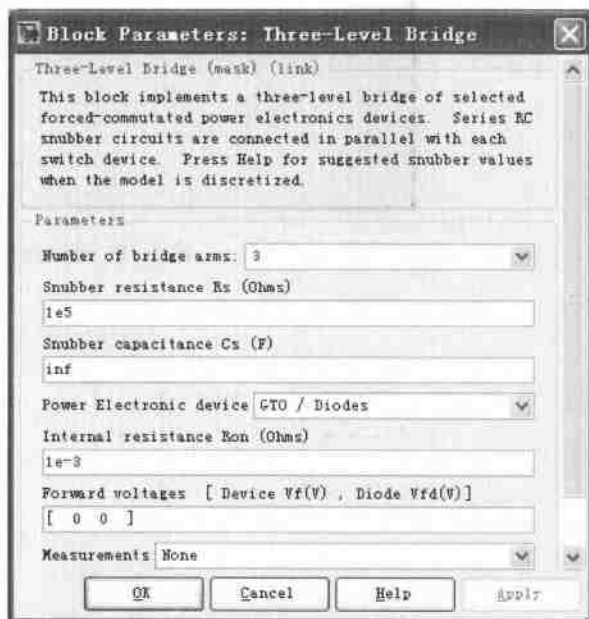 Block Parameters: Three-Level Bridge
Three-Level Bridge (mask) (link)
This block implements a three-level bridge of selected
forced-commutated power electronics devices.  Series RC
snubber circuits are connected in parallel with each
switch device.  Press Help for suggested snubber values
when the model is discretized.
Parameters
Number of bridge arms: 3
Snubber resistance Rs (Ohms)
1e5
Snubber capacitance Cs (F)
inf
Power Electronic device GTO / Diodes
Internal resistance Ron (Ohms)
1e-3
Forward voltages  [ Device Vf(V) , Diode Vfd(V)]
[ 0 0 ]
Measurements None
OK Cancel Help Apply